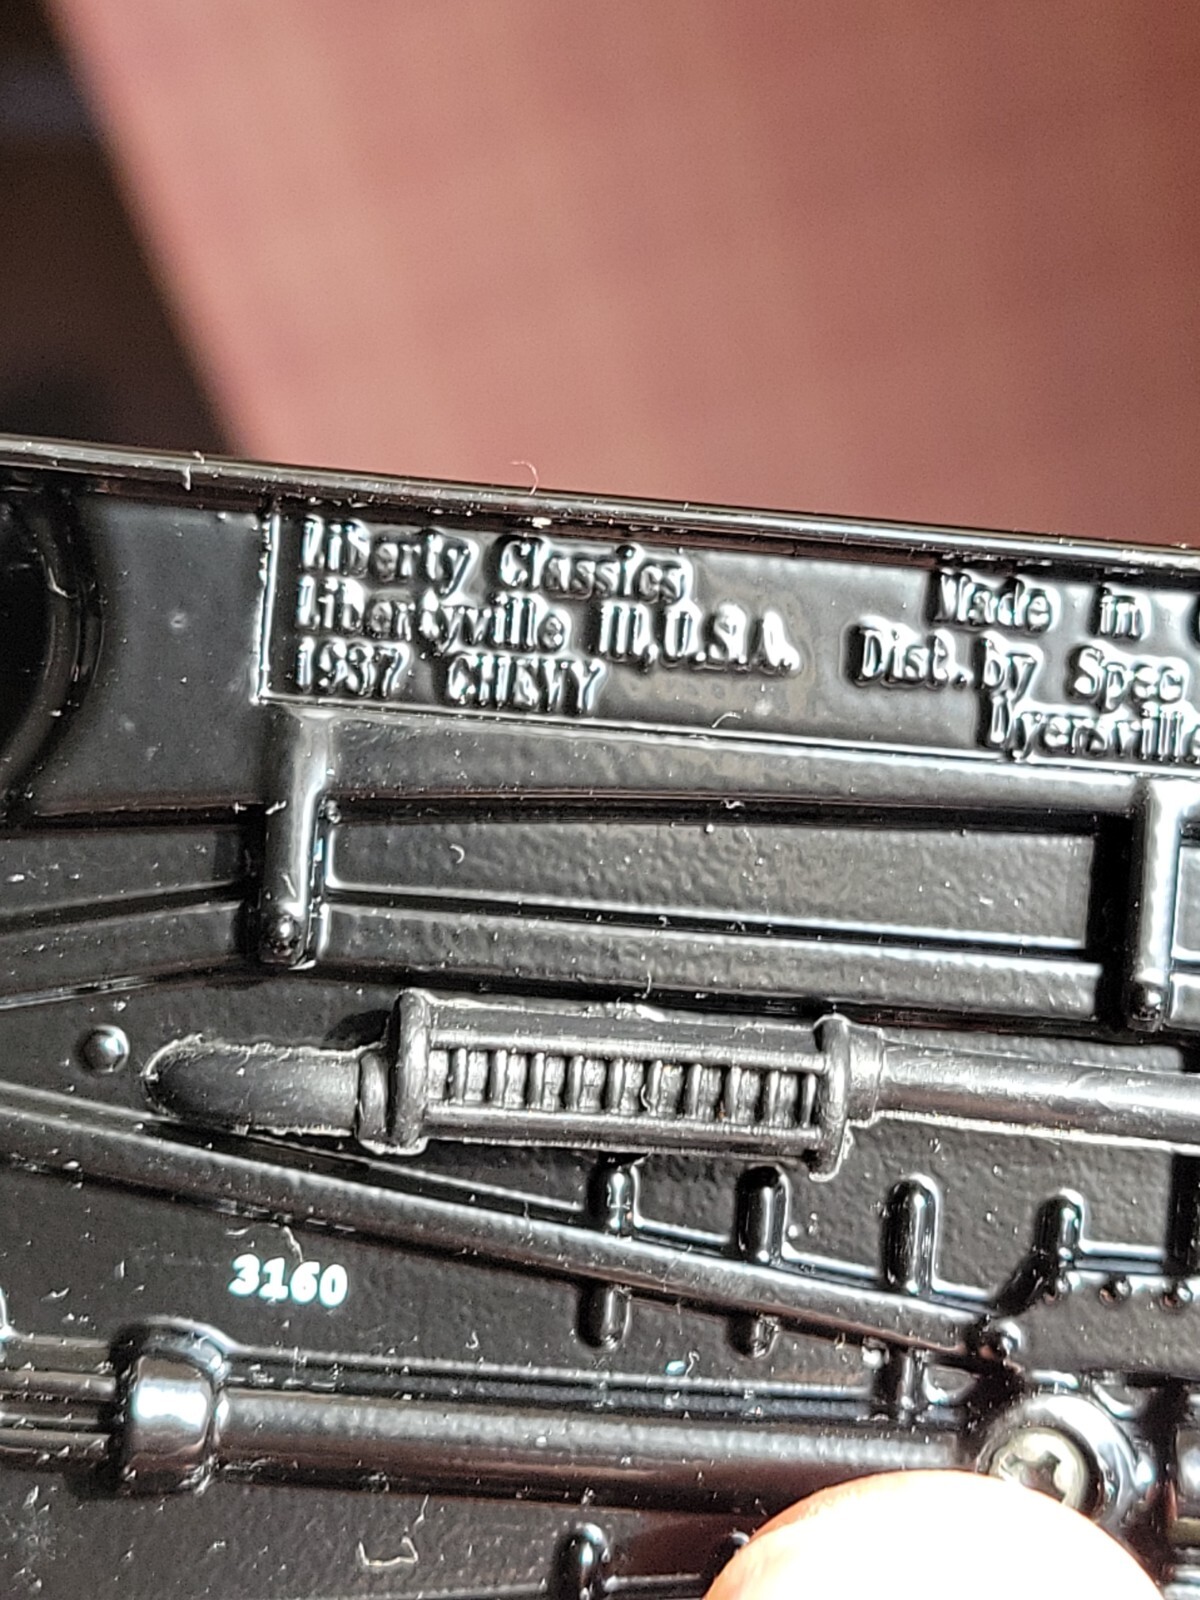 Liberty Classics
Libertyville Ill, U.S.A.
1937 CHEVY
Made in
Dist. by Spec
Dyersville
3160